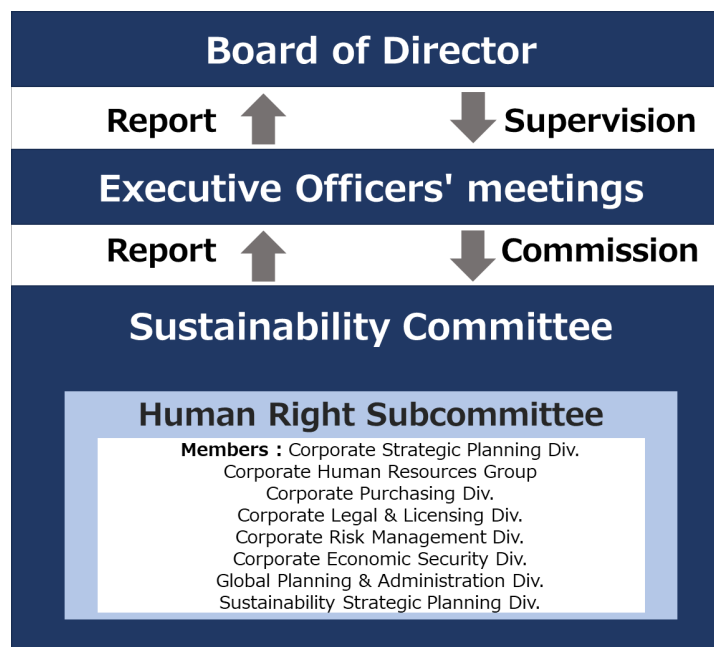 Board of Director
Report
Supervision
Executive Officers' meetings
Report
Commission
Sustainability Committee
Human Right Subcommittee
Members : Corporate Strategic Planning Div.
Corporate Human Resources Group
Corporate Purchasing Div.
Corporate Legal & Licensing Div.
Corporate Risk Management Div.
Corporate Economic Security Div.
Global Planning & Administration Div.
Sustainability Strategic Planning Div.